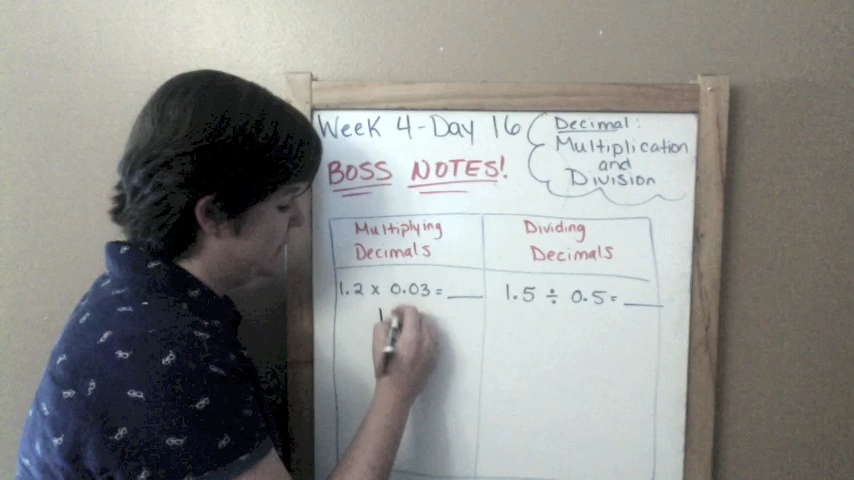 Week 4-Day 16
Decimal:
Multiplication
and
Division
BOSS NOTES!
Multiplying
Decimals
Dividing
Decimals
1.2 x 0.03 = ___
1
1.5 ÷ 0.5 = ___